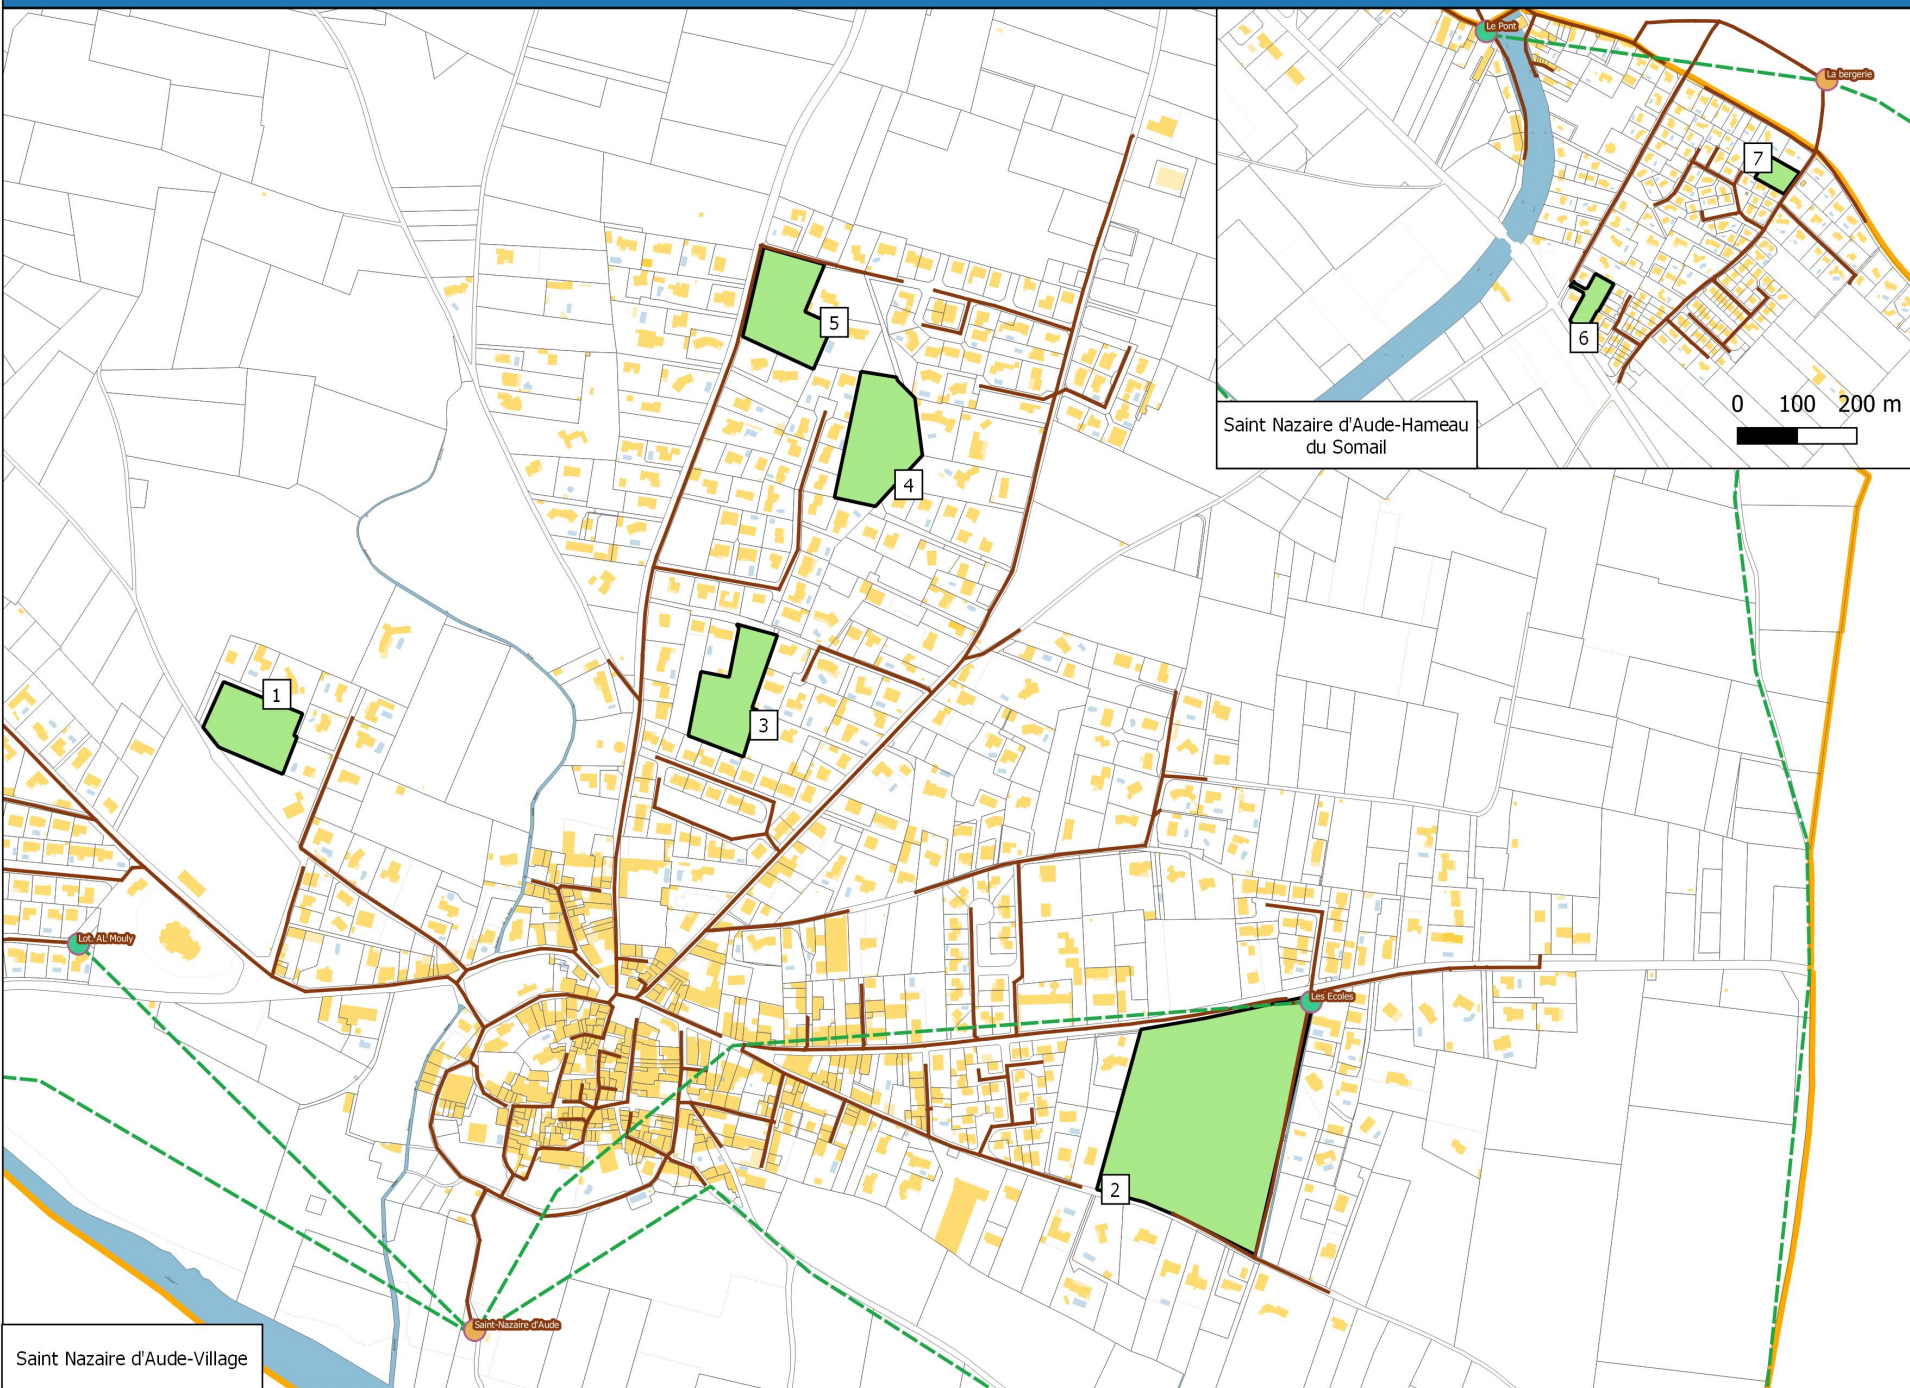 Le Pont
La bergerie
7
6
0 100 200 m
Saint Nazaire d'Aude-Hameau
du Somail
5
4
1
3
Lot. AL Mouly
Les Ecoles
2
Saint-Nazaire d'Aude
Saint Nazaire d'Aude-Village